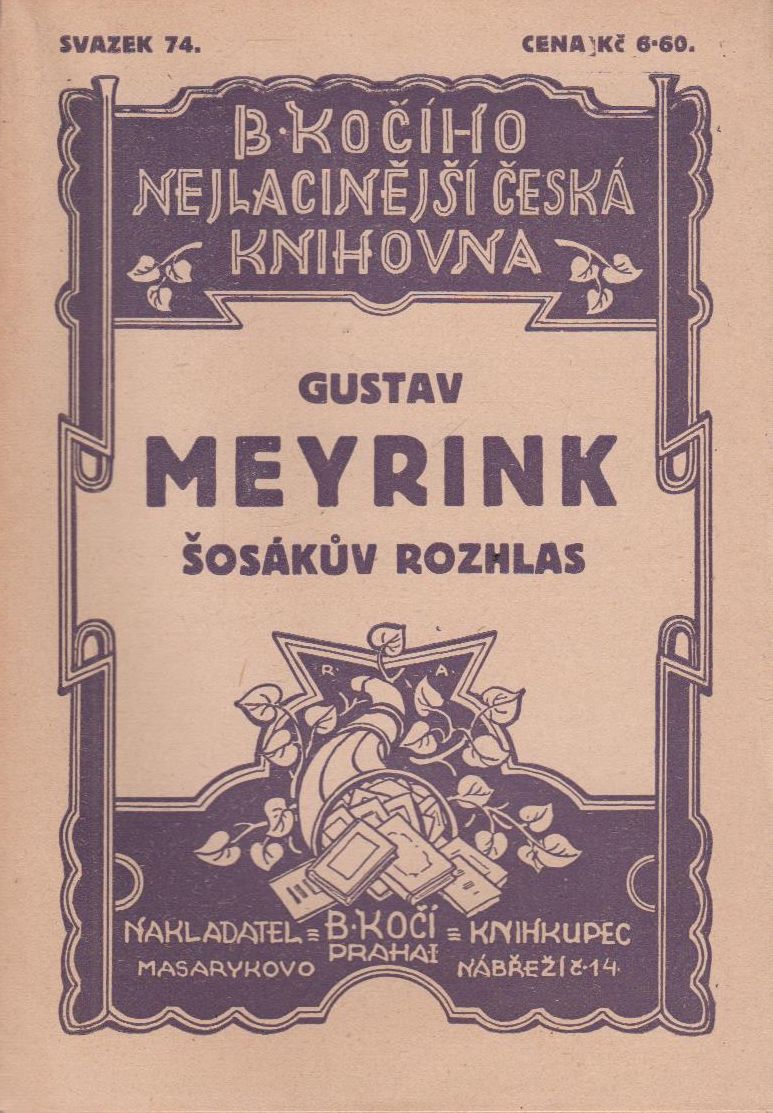 SVAZEK 74.
CENA Kč 6·60.
B·KOČÍHO
NEJLACINĚJŠÍ ČESKÁ
KNIHOVNA
GUSTAV
MEYRINK
ŠOSÁKŮV ROZHLAS
R· A·
NAKLADATEL = B·KOČÍ = KNIHKUPEC
PRAHA I
MASARYKOVO NÁBŘEŽÍ č·14·